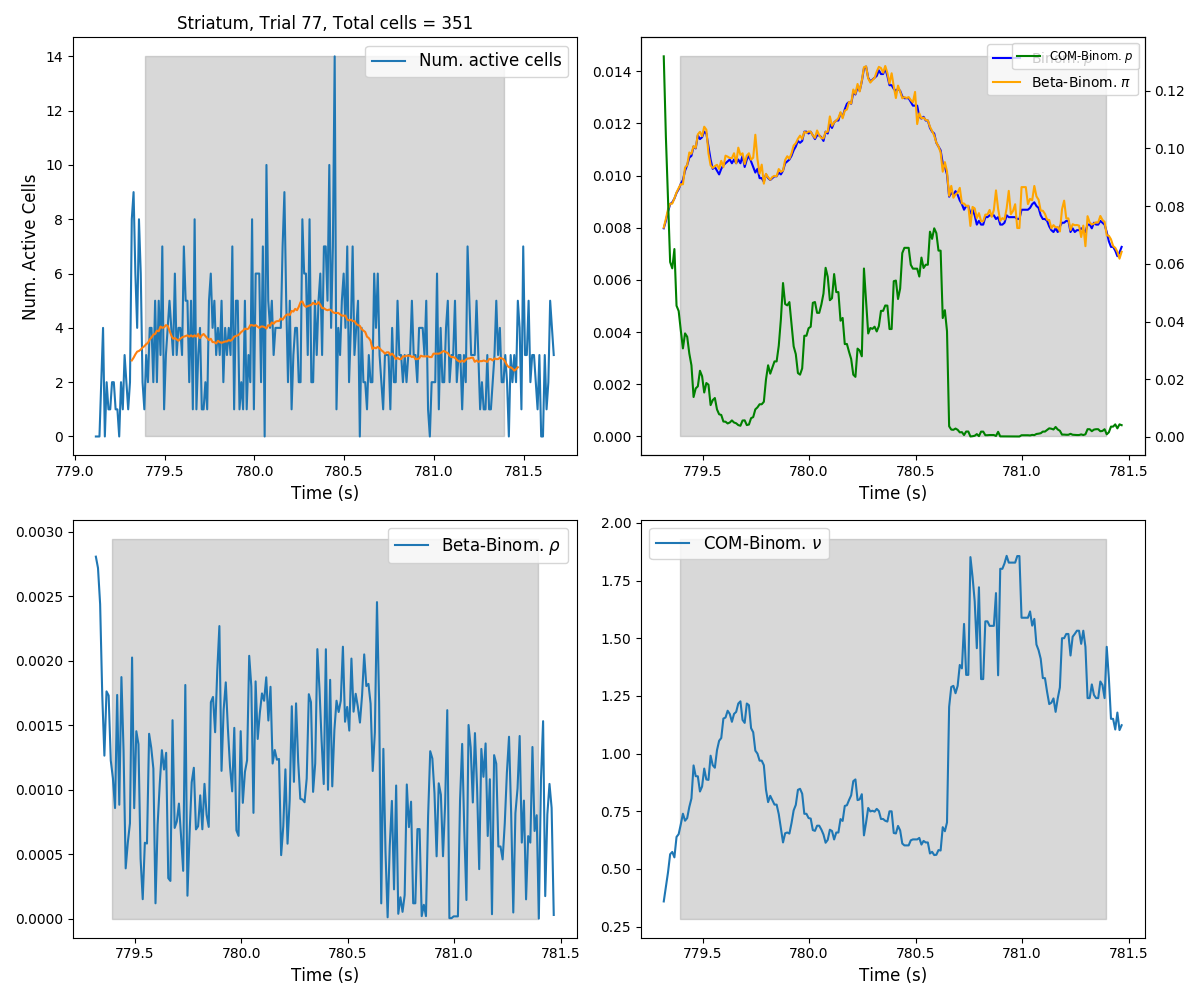 Striatum, Trial 77, Total cells = 351
Num. active cells
Num. Active Cells
14
12
10
8
6
4
2
0
779.0 779.5 780.0 780.5 781.0 781.5
Time (s)
COM-Binom. p
Beta-Binom. π
0.014
0.012
0.010
0.008
0.006
0.004
0.002
0.000
0.12
0.10
0.08
0.06
0.04
0.02
0.00
779.5 780.0 780.5 781.0 781.5
Time (s)
Beta-Binom. ρ
0.0030
0.0025
0.0020
0.0015
0.0010
0.0005
0.0000
779.5 780.0 780.5 781.0 781.5
Time (s)
COM-Binom. ν
2.00
1.75
1.50
1.25
1.00
0.75
0.50
0.25
779.5 780.0 780.5 781.0 781.5
Time (s)